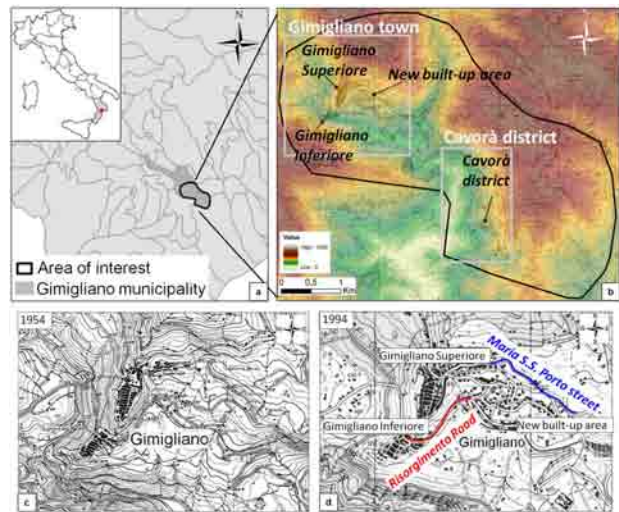 N
Area of interest
Gimigliano municipality
a
Gimigliano town
Gimigliano
Superiore
New built-up area
Gimigliano
Inferiore
Cavorà district
Cavorà
district
Value
0 0,5 1
Km
b
1954
Gimigliano
c
1994
Gimigliano Superiore
Maria S.S. Porto street
Gimigliano Inferiore
New built-up area
Risorgimento Road
Gimigliano
d